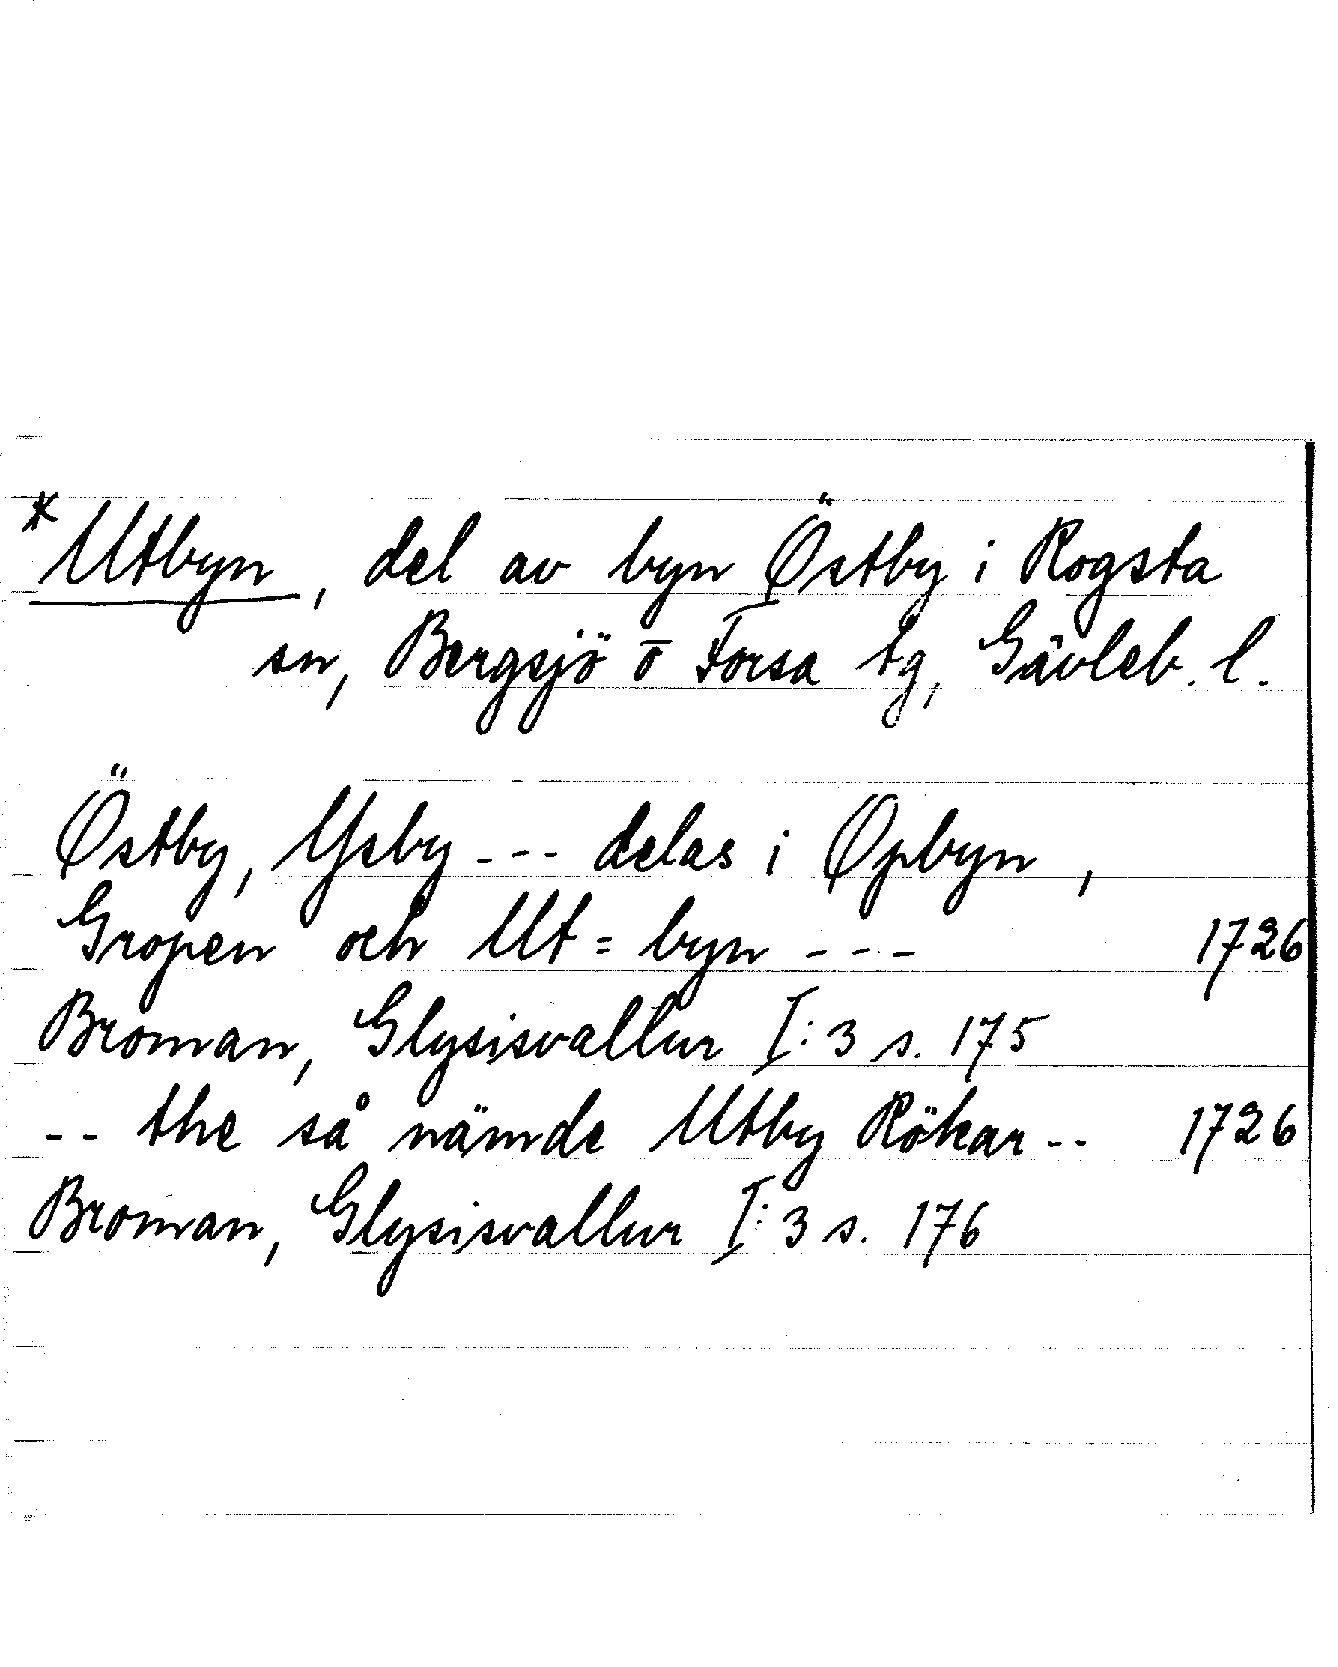 * Utbyn, del av byn Östby i Rogsta
sn, Bergsjö o Forsa tg, Gävleb. l.
Östby, Ysby --- delas i Opbyn,
Gropen och Ut = byn --- 1726
Broman, Glysisvallur I:3 s. 175
-- the så nämde Utby Rökar -- 1726
Broman, Glysisvallur I:3 s. 176